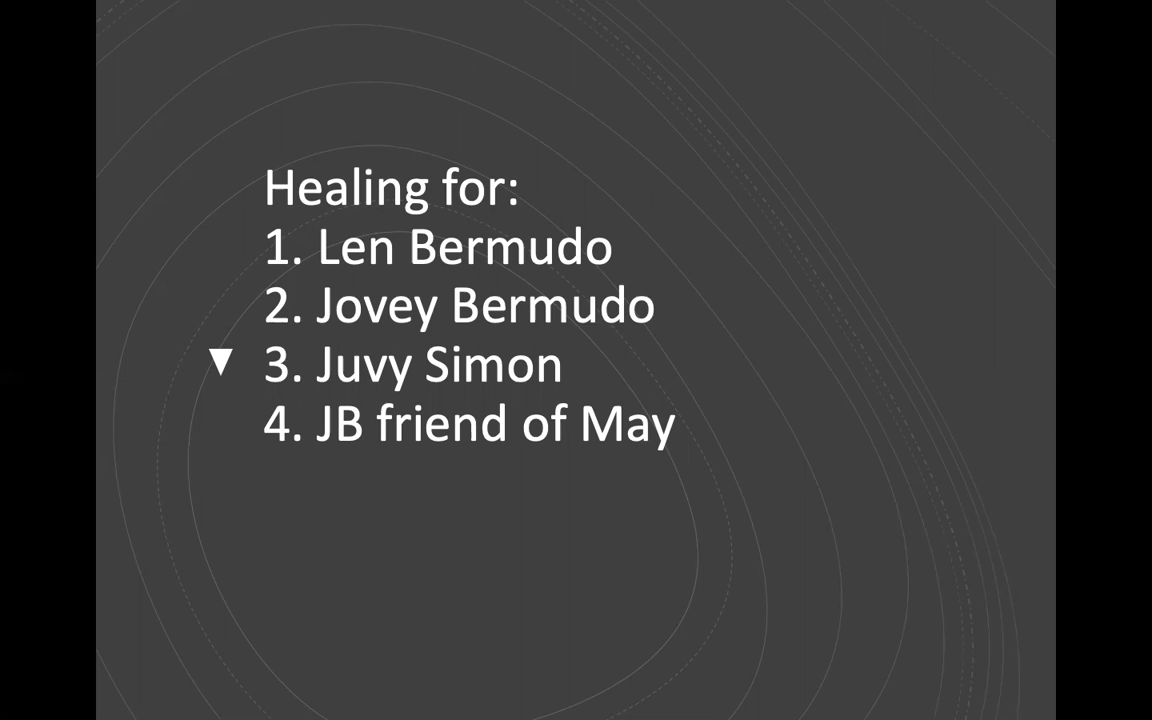 Healing for:
1. Len Bermudo
2. Jovey Bermudo
3. Juvy Simon
4. JB friend of May